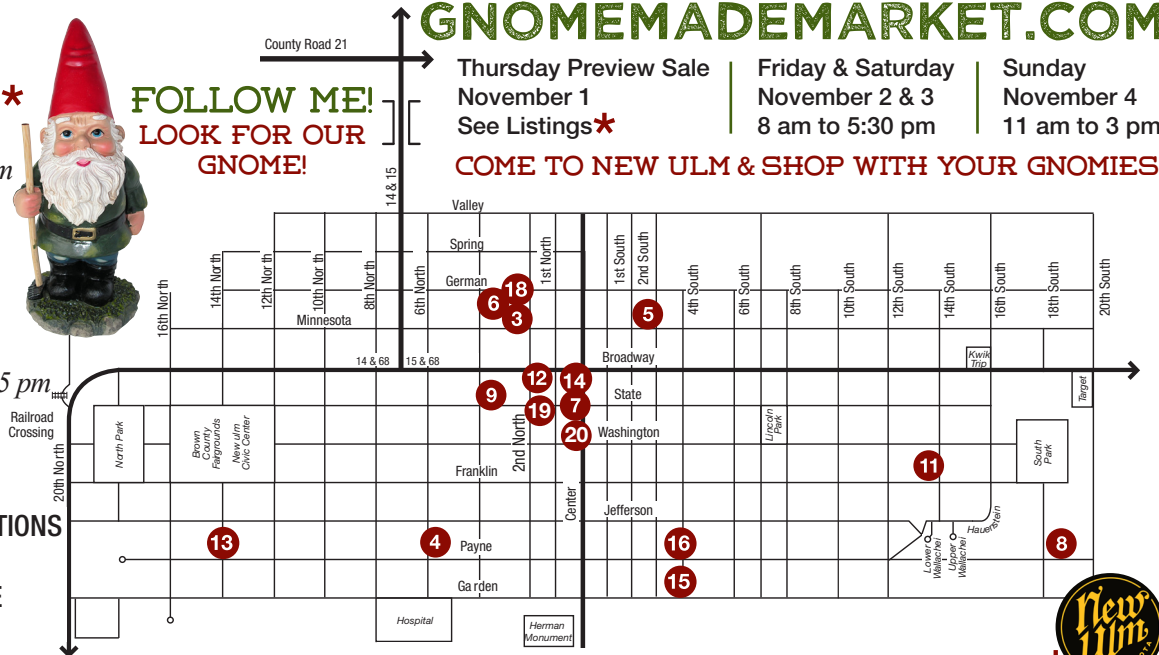 GNOMEMADEMARKET.COM
County Road 21
Thursday Preview Sale
November 1
See Listings*
Friday & Saturday
November 2 & 3
8 am to 5:30 pm
Sunday
November 4
11 am to 3 pm
*
FOLLOW ME!
LOOK FOR OUR
GNOME!
COME TO NEW ULM & SHOP WITH YOUR GNOMIES
14 & 15
Valley
Spring
German
Minnesota
16th North
14th North
12th North
10th North
8th North
6th North
1st North
1st South
2nd South
4th South
6th South
8th South
10th South
12th South
14th South
16th South
18th South
20th South
18
6
3
5
14 & 68
15 & 68
Broadway
Kwik
Trip
Target
5 pm
Railroad
Crossing
20th North
North Park
Brown
County
Fairgrounds
New ulm
Civic Center
9
12
14
19
7
20
2nd North
State
Washington
Franklin
Center
Jefferson
Lincoln
Park
11
South
Park
Hauenstein
Lower
Wallachei
Upper
Wallachei
TIONS
13
4
Payne
16
8
Garden
15
Hospital
Herman
Monument
New
Ulm